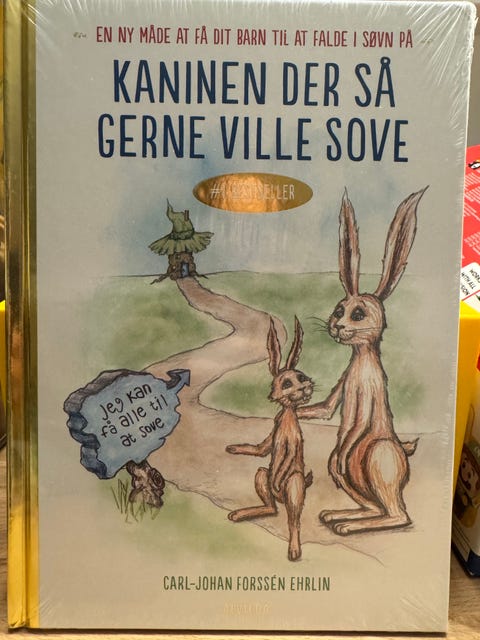 EN NY MÅDE AT FÅ DIT BARN TIL AT FALDE I SØVN PÅ
KANINEN DER SÅ
GERNE VILLE SOVE
#1 BESTSELLER
Jeg kan
få alle til
at sove
CARL-JOHAN FORSSÉN EHRLIN